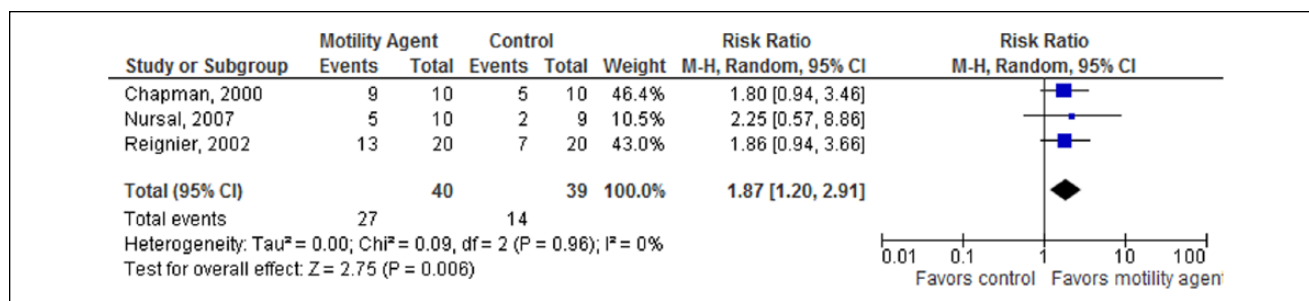 Motility Agent Control Risk Ratio Risk Ratio
Study or Subgroup Events Total Events Total Weight M-H, Random, 95% CI M-H, Random, 95% CI
Chapman, 2000 9 10 5 10 46.4% 1.80 [0.94, 3.46]
Nursal, 2007 5 10 2 9 10.5% 2.25 [0.57, 8.86]
Reignier, 2002 13 20 7 20 43.0% 1.86 [0.94, 3.66]
Total (95% CI) 40 39 100.0% 1.87 [1.20, 2.91]
Total events 27 14
Heterogeneity: Tau² = 0.00; Chi² = 0.09, df = 2 (P = 0.96); I² = 0%
Test for overall effect: Z = 2.75 (P = 0.006)
0.01 0.1 1 10 100
Favors control Favors motility agent